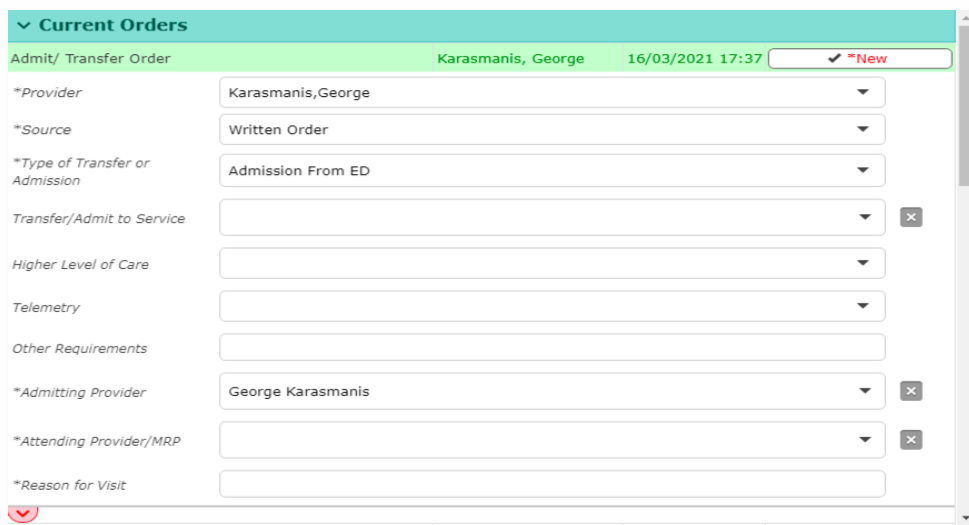 Current Orders
Admit/ Transfer Order Karasmanis, George 16/03/2021 17:37 *New
*Provider Karasmanis,George
*Source Written Order
*Type of Transfer or
Admission Admission From ED
Transfer/Admit to Service
Higher Level of Care
Telemetry
Other Requirements
*Admitting Provider George Karasmanis
*Attending Provider/MRP
*Reason for Visit